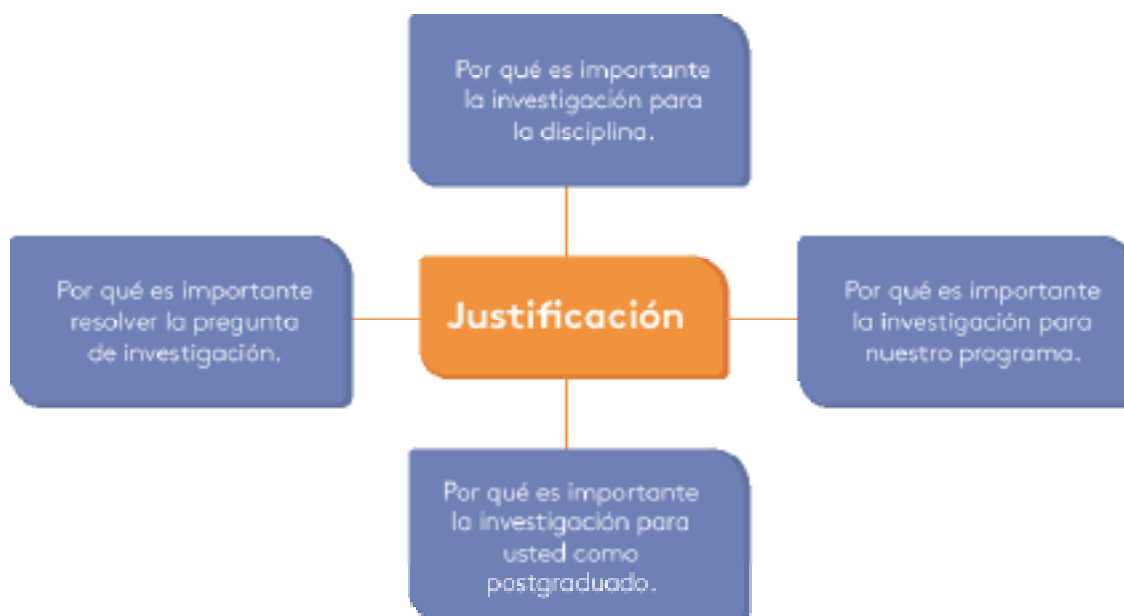 Por qué es importante
la investigación para
la disciplina.
Por qué es importante
resolver la pregunta
de investigación.
Justificación
Por qué es importante
la investigación para
nuestro programa.
Por qué es importante
la investigación para
usted como
postgraduado.